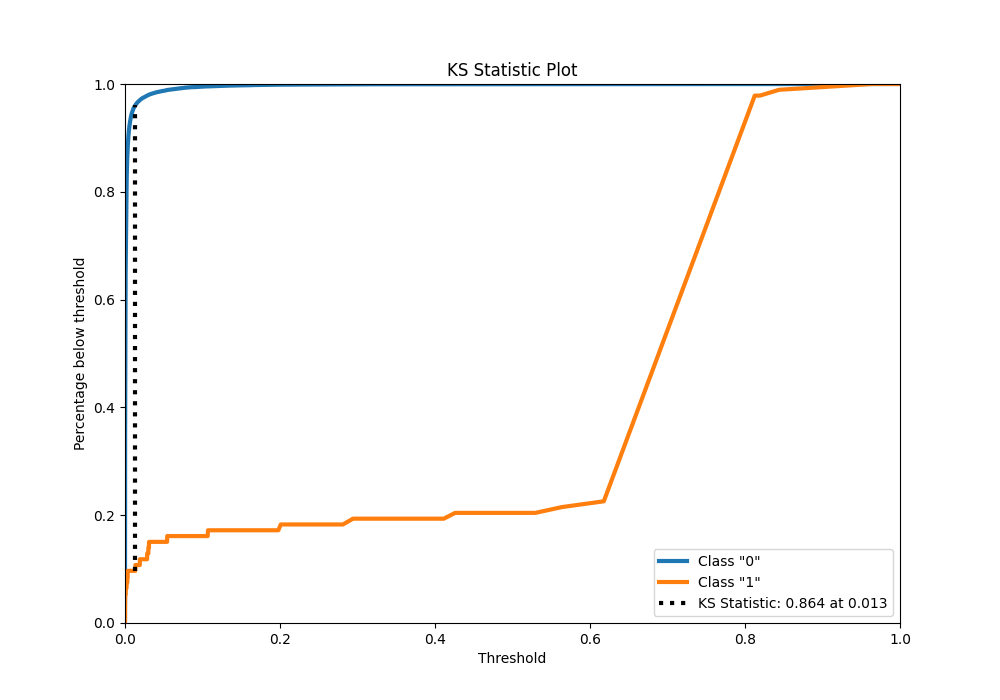 KS Statistic Plot
Percentage below threshold
1.0
0.8
0.6
0.4
0.2
0.0
0.0 0.2 0.4 0.6 0.8 1.0
Threshold
Class "0"
Class "1"
KS Statistic: 0.864 at 0.013